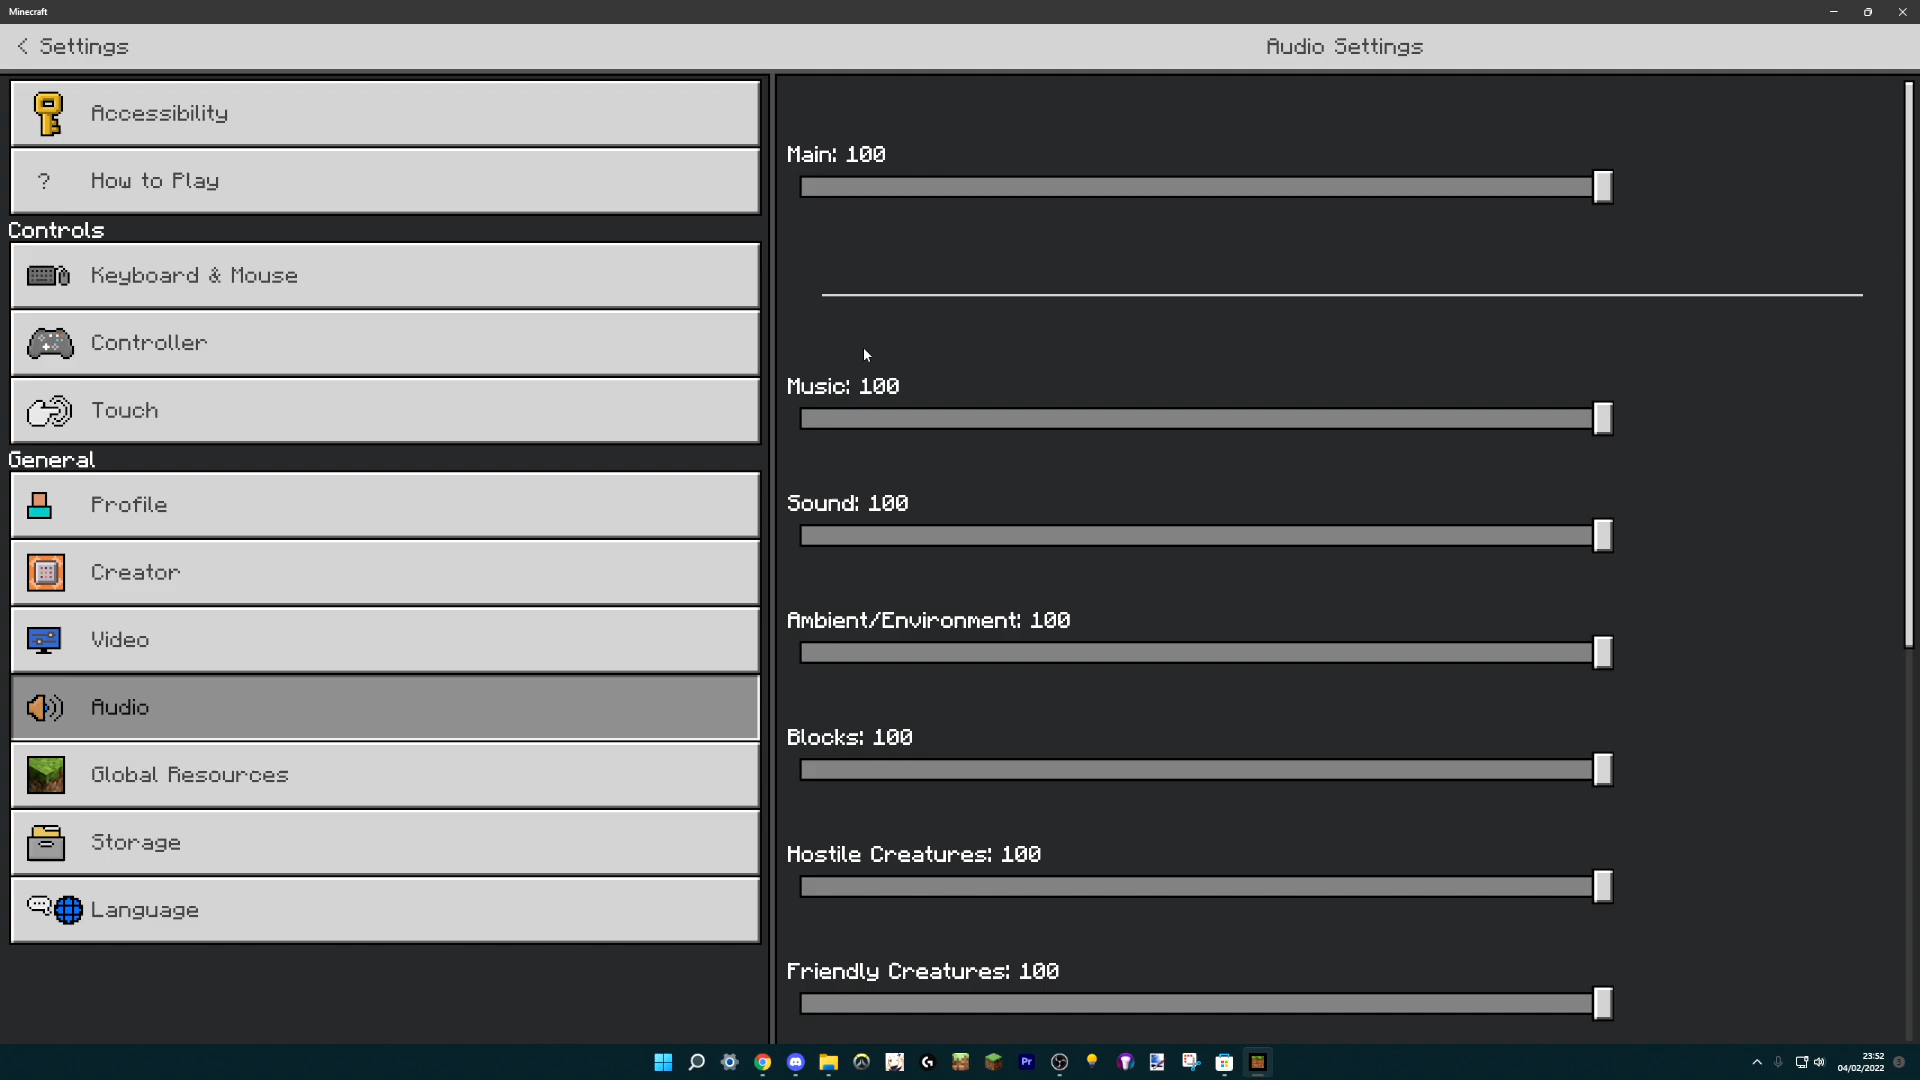 Minecraft
Settings
Audio Settings
Accessibility
? How to Play
Controls
Keyboard & Mouse
Controller
Touch
General
Profile
Creator
Video
Audio
Global Resources
Storage
Language
Main: 100
Music: 100
Sound: 100
Ambient/Environment: 100
Blocks: 100
Hostile Creatures: 100
Friendly Creatures: 100
Pr
23:52
04/02/2022
3